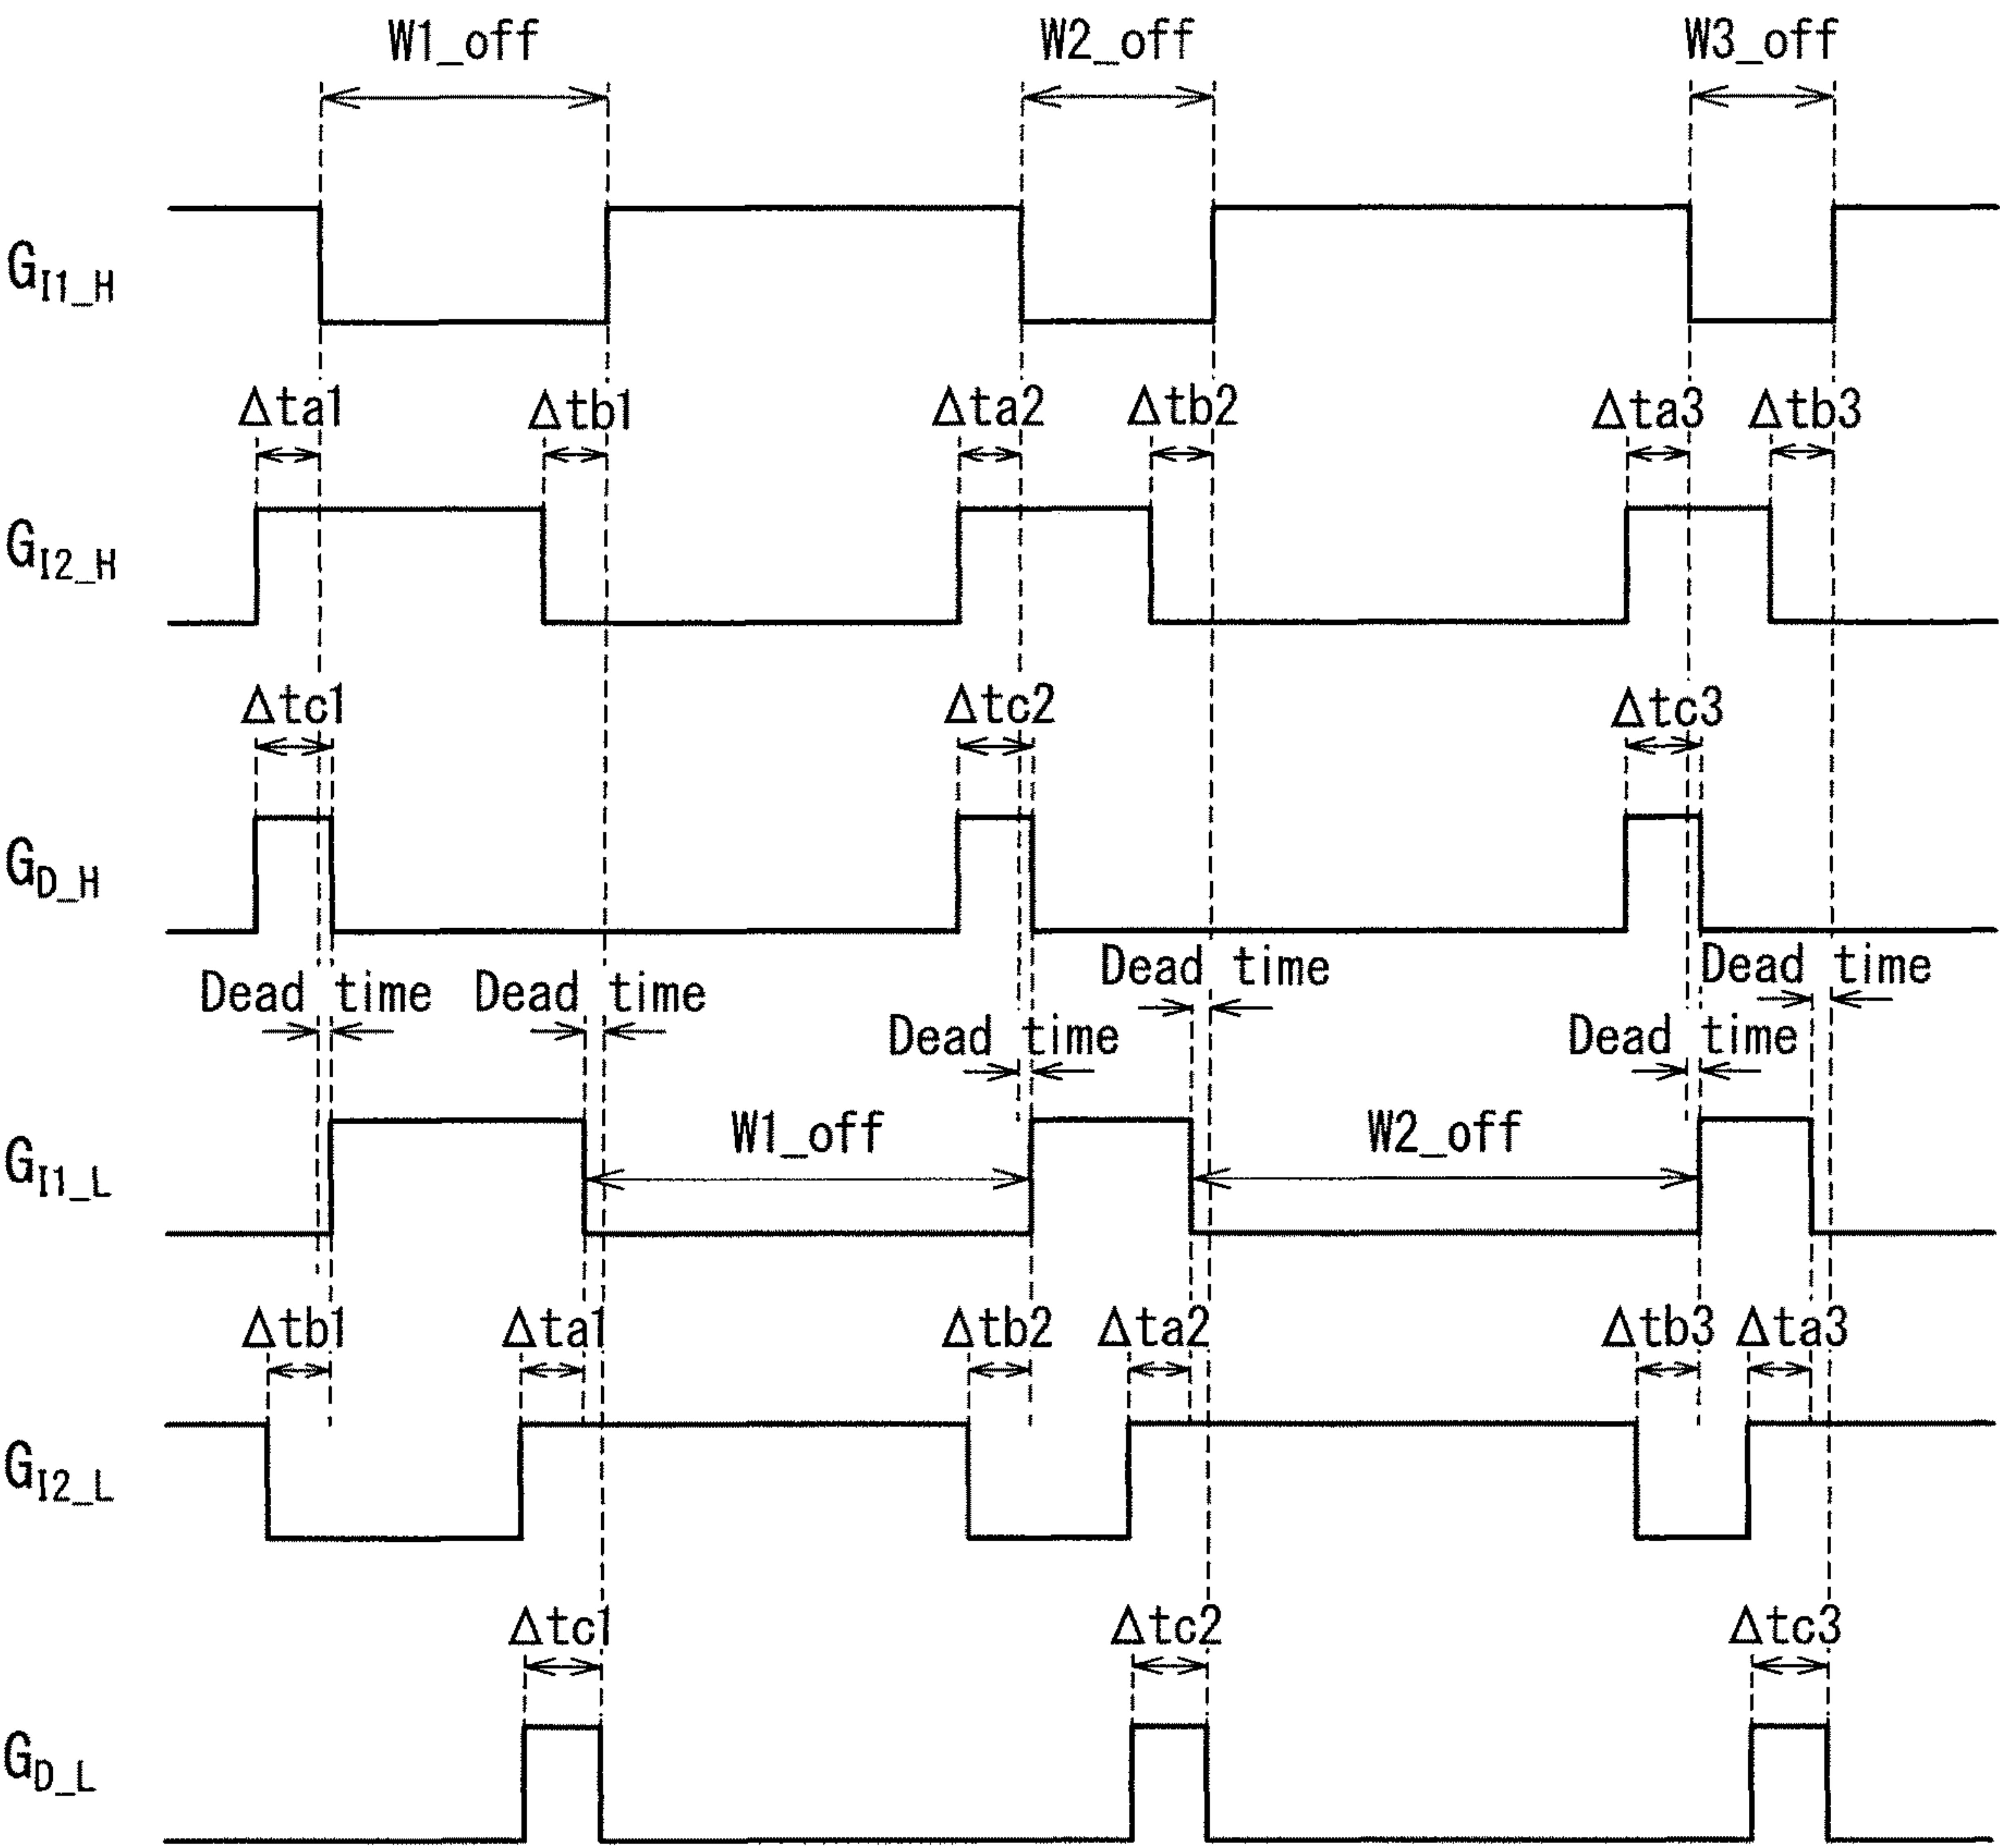 W1_off W2_off W3_off
GI1_H
Δta1 Δtb1 Δta2 Δtb2 Δta3 Δtb3
GI2_H
Δtc1 Δtc2 Δtc3
GD_H
Dead time Dead time Dead time Dead time
Dead time Dead time
W1_off W2_off
GI1_L
Δtb1 Δta1 Δtb2 Δta2 Δtb3 Δta3
GI2_L
Δtc1 Δtc2 Δtc3
GD_L